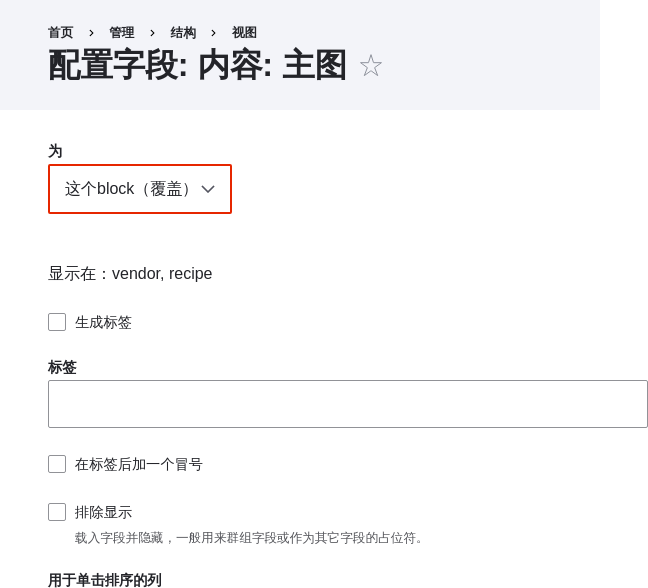 首页 › 管理 › 结构 › 视图
配置字段: 内容: 主图
为
这个block（覆盖）
显示在：vendor, recipe
生成标签
标签
在标签后加一个冒号
排除显示
载入字段并隐藏，一般用来群组字段或作为其它字段的占位符。
用于单击排序的列